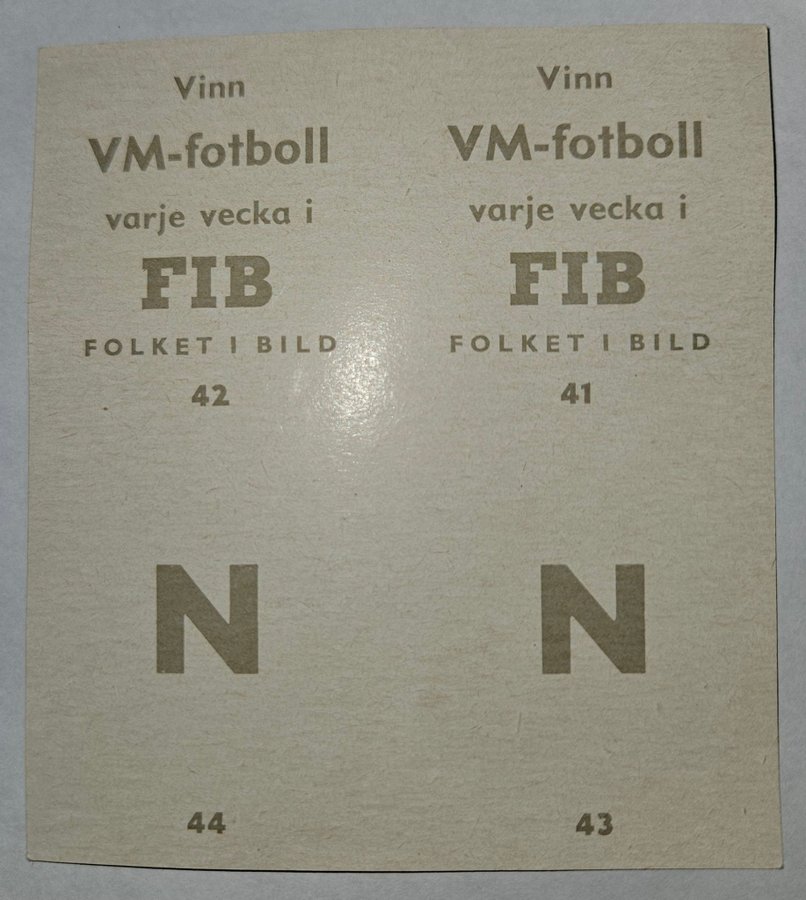 Vinn
VM-fotboll
varje vecka i
FIB
FOLKET I BILD
42
Vinn
VM-fotboll
varje vecka i
FIB
FOLKET I BILD
41
N
44
N
43